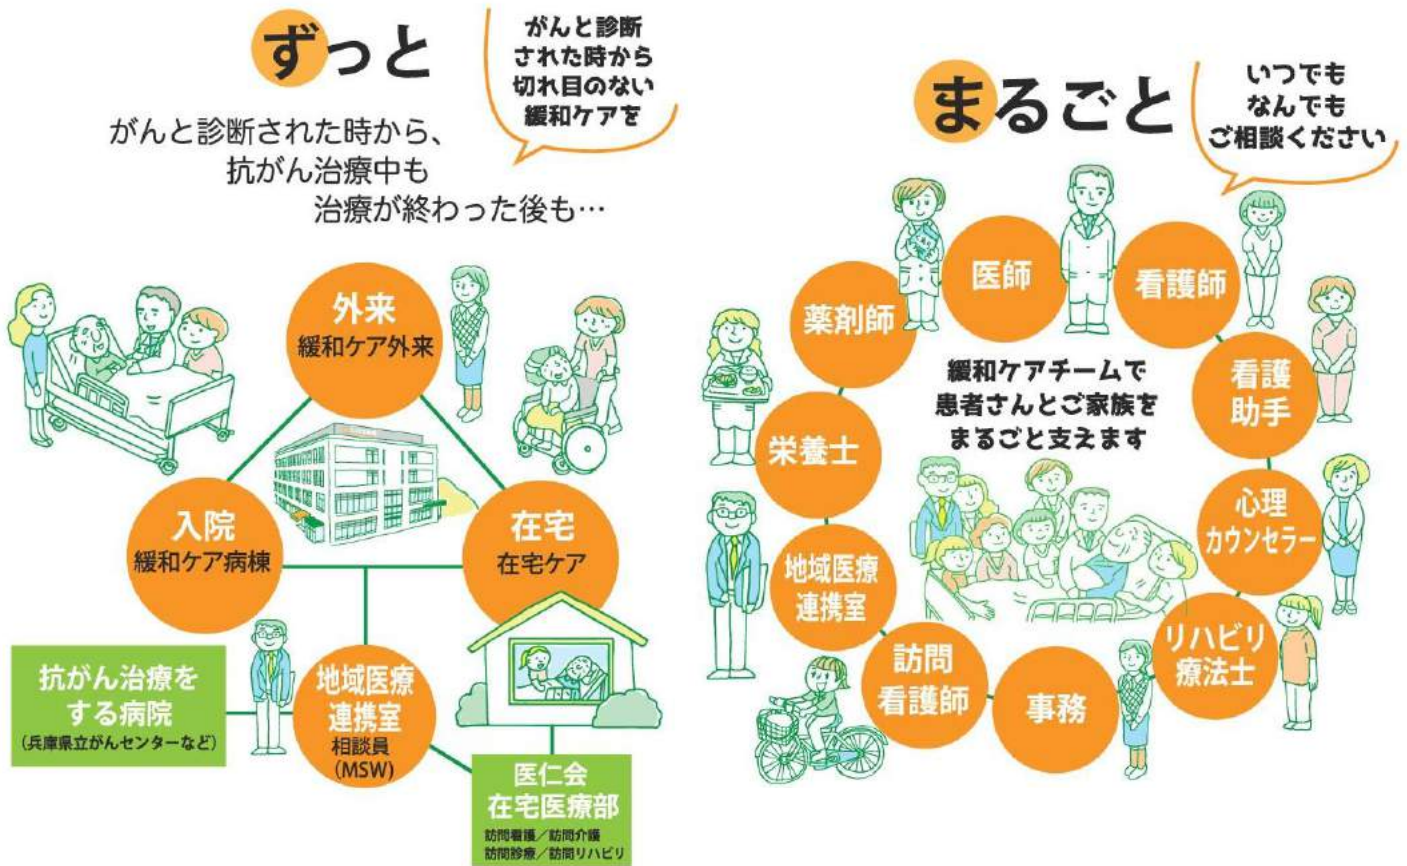 ずっと
がんと診断
された時から
切れ目のない
緩和ケアを
がんと診断された時から、
抗がん治療中も
治療が終わった後も…
外来
緩和ケア外来
入院
緩和ケア病棟
在宅
在宅ケア
抗がん治療を
する病院
(兵庫県立がんセンターなど)
地域医療
連携室
相談員
(MSW)
医仁会
在宅医療部
訪問看護/訪問介護
訪問診療/訪問リハビリ
まるごと
いつでも
なんでも
ご相談ください
医師
看護師
看護
助手
心理
カウンセラー
リハビリ
療法士
事務
訪問
看護師
地域医療
連携室
栄養士
薬剤師
緩和ケアチームで
患者さんとご家族を
まるごと支えます